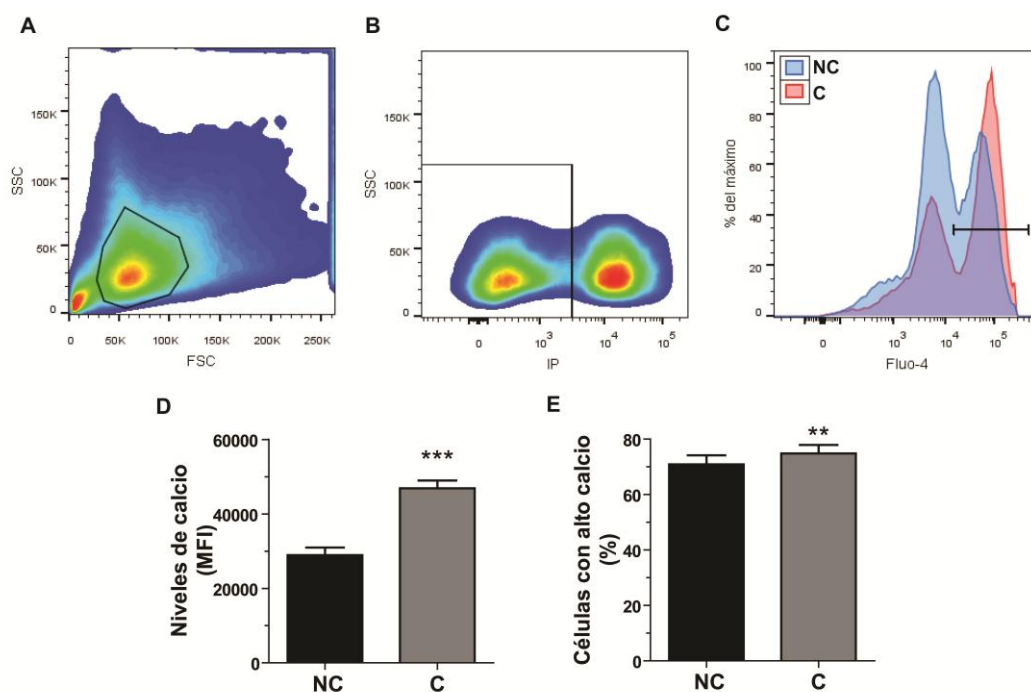 A
SSC
150K
100K
50K
0
0
50K
100K
150K
200K
250K
FSC
B
SSC
150K
100K
50K
0
0
10^3
10^4
10^5
IP
C
NC
C
% del máximo
100
80
60
40
20
0
0
10^3
10^4
10^5
Fluo-4
D
Niveles de calcio
(MFI)
60000
40000
20000
0
***
NC
C
E
Células con alto calcio
(%)
80
60
40
20
0
**
NC
C